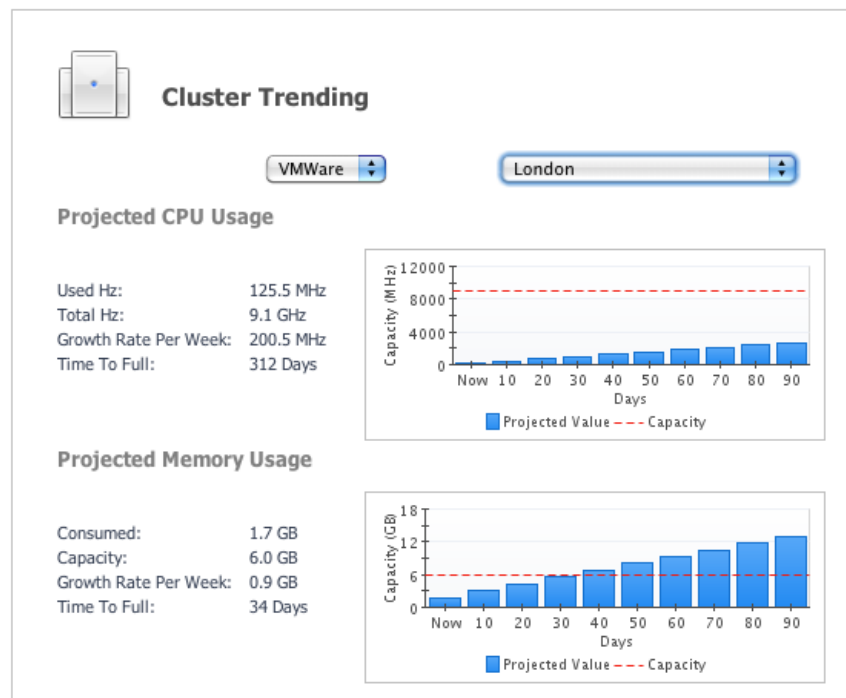 Cluster Trending
VMWare London
Projected CPU Usage
Used Hz: 125.5 MHz
Total Hz: 9.1 GHz
Growth Rate Per Week: 200.5 MHz
Time To Full: 312 Days
Capacity (MHz)
12000
8000
4000
0
Now 10 20 30 40 50 60 70 80 90
Days
Projected Value Capacity
Projected Memory Usage
Consumed: 1.7 GB
Capacity: 6.0 GB
Growth Rate Per Week: 0.9 GB
Time To Full: 34 Days
Capacity (GB)
18
12
6
0
Now 10 20 30 40 50 60 70 80 90
Days
Projected Value Capacity